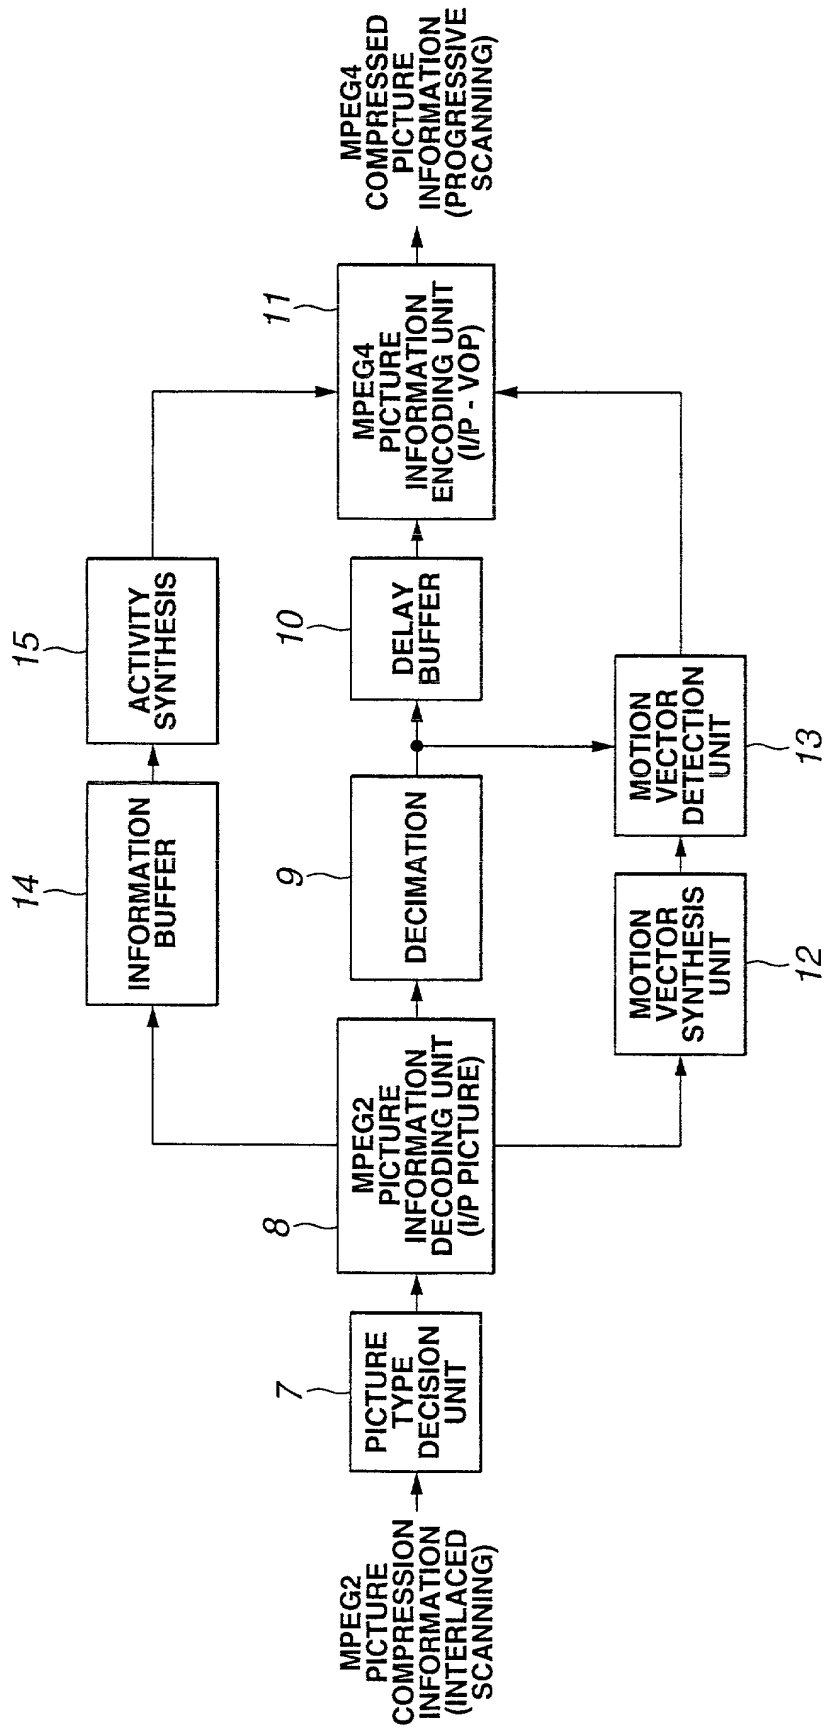 MPEG2
PICTURE
COMPRESSION
INFORMATION
(INTERLACED
SCANNING)
7
PICTURE
TYPE
DECISION
UNIT
8
MPEG2
PICTURE
INFORMATION
DECODING UNIT
(I/P PICTURE)
14
INFORMATION
BUFFER
15
ACTIVITY
SYNTHESIS
9
DECIMATION
10
DELAY
BUFFER
12
MOTION
VECTOR
SYNTHESIS
UNIT
13
MOTION
VECTOR
DETECTION
UNIT
11
MPEG4
PICTURE
INFORMATION
ENCODING UNIT
(I/P - VOP)
MPEG4
COMPRESSED
PICTURE
INFORMATION
(PROGRESSIVE
SCANNING)